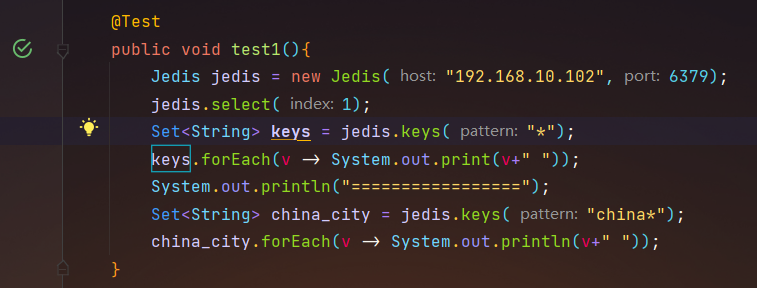 @Test
public void test1(){
Jedis jedis = new Jedis( host: "192.168.10.102", port: 6379);
jedis.select( index: 1);
Set<String> keys = jedis.keys( pattern: "*");
keys.forEach(v -> System.out.print(v+" "));
System.out.println("=================");
Set<String> china_city = jedis.keys( pattern: "china*");
china_city.forEach(v -> System.out.println(v+" "));
}